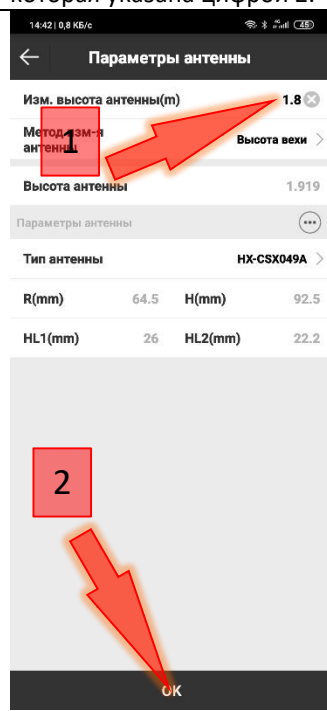 которая указана цифрой 2.
14:42 | 0,8 КБ/с 45
Параметры антенны
Изм. высота антенны(m) 1.8
Метод изм-я антенны Высота вехи
1
Высота антенны 1.919
Параметры антенны
Тип антенны HX-CSX049A
R(mm) 64.5 H(mm) 92.5
HL1(mm) 26 HL2(mm) 22.2
2
OK